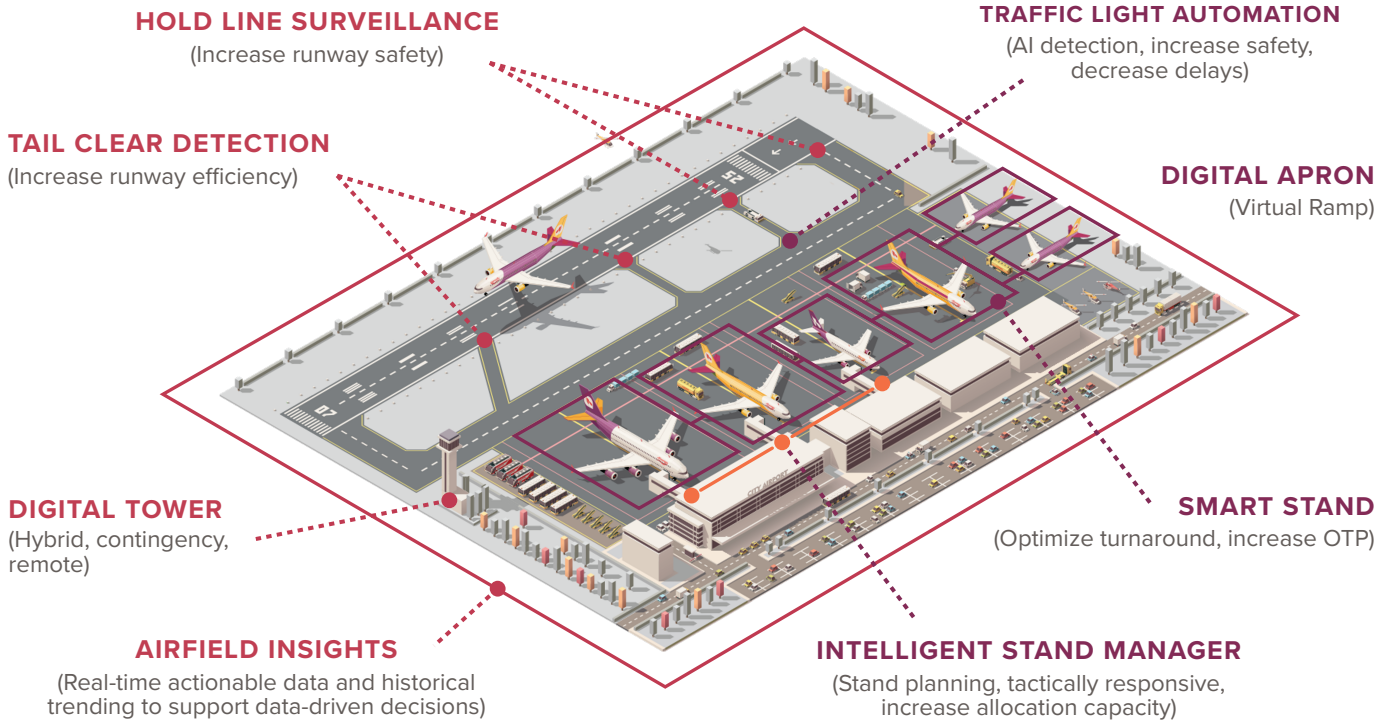 HOLD LINE SURVEILLANCE
(Increase runway safety)
TRAFFIC LIGHT AUTOMATION
(AI detection, increase safety,
decrease delays)
TAIL CLEAR DETECTION
(Increase runway efficiency)
DIGITAL APRON
(Virtual Ramp)
25
07
CITY AIRPORT
DIGITAL TOWER
(Hybrid, contingency,
remote)
SMART STAND
(Optimize turnaround, increase OTP)
AIRFIELD INSIGHTS
(Real-time actionable data and historical
trending to support data-driven decisions)
INTELLIGENT STAND MANAGER
(Stand planning, tactically responsive,
increase allocation capacity)